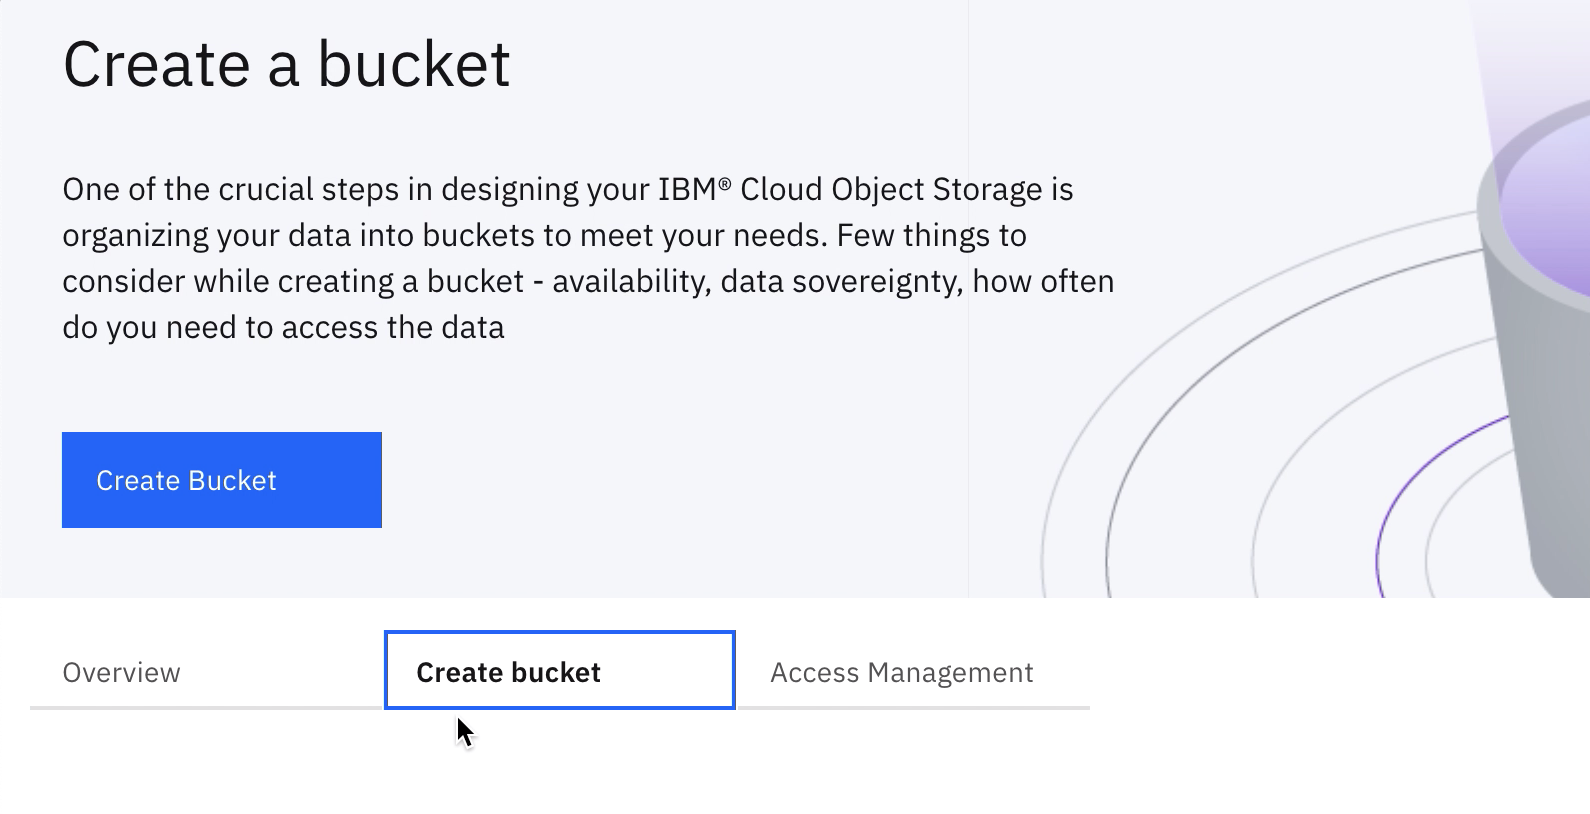 Create a bucket
One of the crucial steps in designing your IBM® Cloud Object Storage is
organizing your data into buckets to meet your needs. Few things to
consider while creating a bucket - availability, data sovereignty, how often
do you need to access the data
Create Bucket
Overview
Create bucket
Access Management